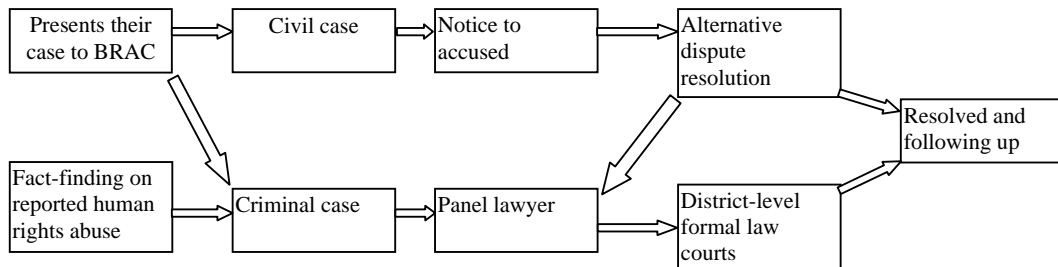 Presents their
case to BRAC
Civil case
Notice to
accused
Alternative
dispute
resolution
Resolved and
following up
Fact-finding on
reported human
rights abuse
Criminal case
Panel lawyer
District-level
formal law
courts